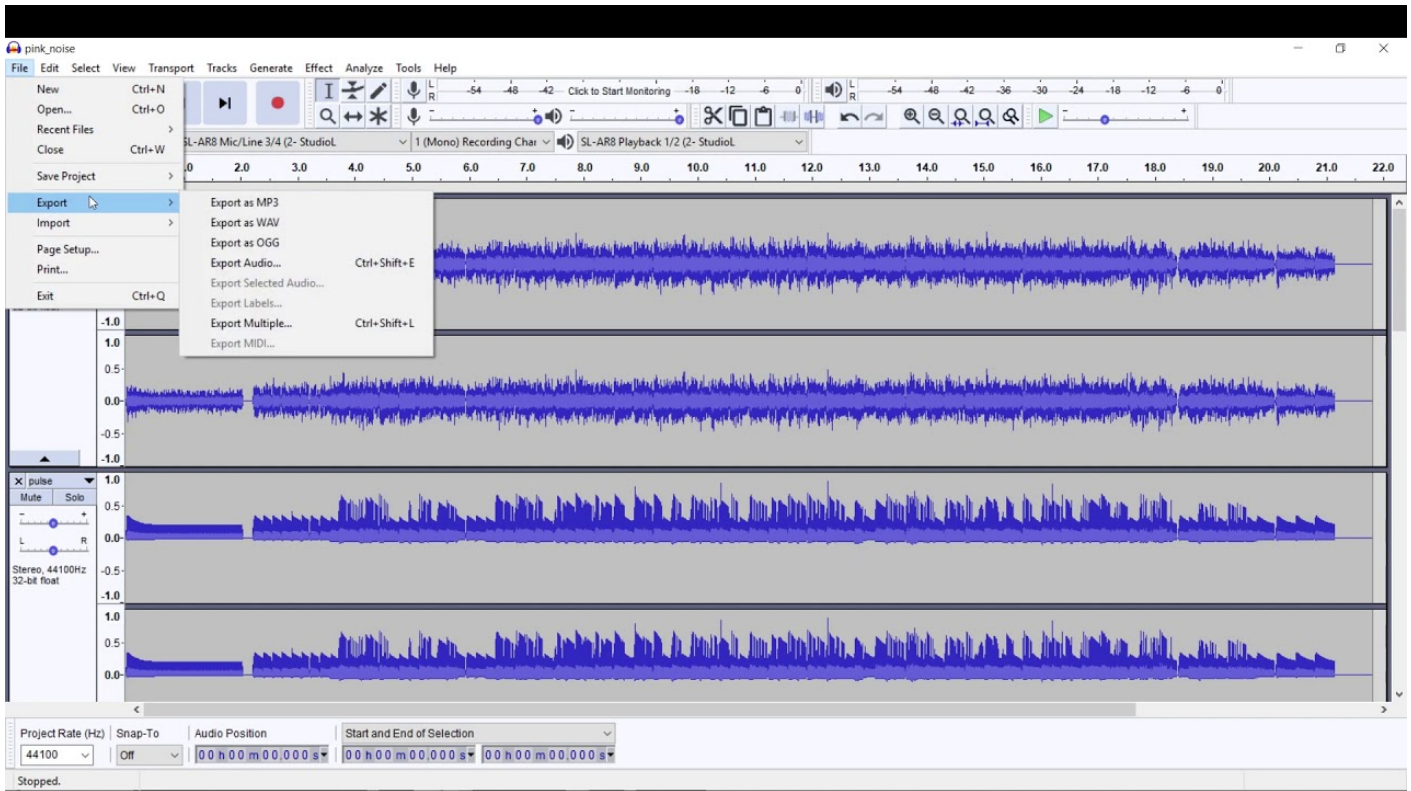 pink_noise
File Edit Select View Transport Tracks Generate Effect Analyze Tools Help
New Ctrl+N
Open... Ctrl+O
Recent Files >
Close Ctrl+W
Save Project >
Export >
Import >
Page Setup...
Print...
Exit Ctrl+Q
Export as MP3
Export as WAV
Export as OGG
Export Audio... Ctrl+Shift+E
Export Selected Audio...
Export Labels...
Export Multiple... Ctrl+Shift+L
Export MIDI...
L -54 -48 -42 Click to Start Monitoring -18 -12 -6 0
R
L -54 -48 -42 -36 -30 -24 -18 -12 -6 0
R
SL-AR8 Mic/Line 3/4 (2- StudioL 1 (Mono) Recording Char SL-AR8 Playback 1/2 (2- StudioL
.0 2.0 3.0 4.0 5.0 6.0 7.0 8.0 9.0 10.0 11.0 12.0 13.0 14.0 15.0 16.0 17.0 18.0 19.0 20.0 21.0 22.0
-1.0
1.0
0.5
0.0
-0.5
-1.0
X pulse
Mute Solo
- +
L R
Stereo, 44100Hz
32-bit float
1.0
0.5
0.0
-0.5
-1.0
1.0
0.5
0.0
Project Rate (Hz) Snap-To Audio Position Start and End of Selection
44100 Off 00 h 00 m 00.000 s 00 h 00 m 00.000 s 00 h 00 m 00.000 s
Stopped.